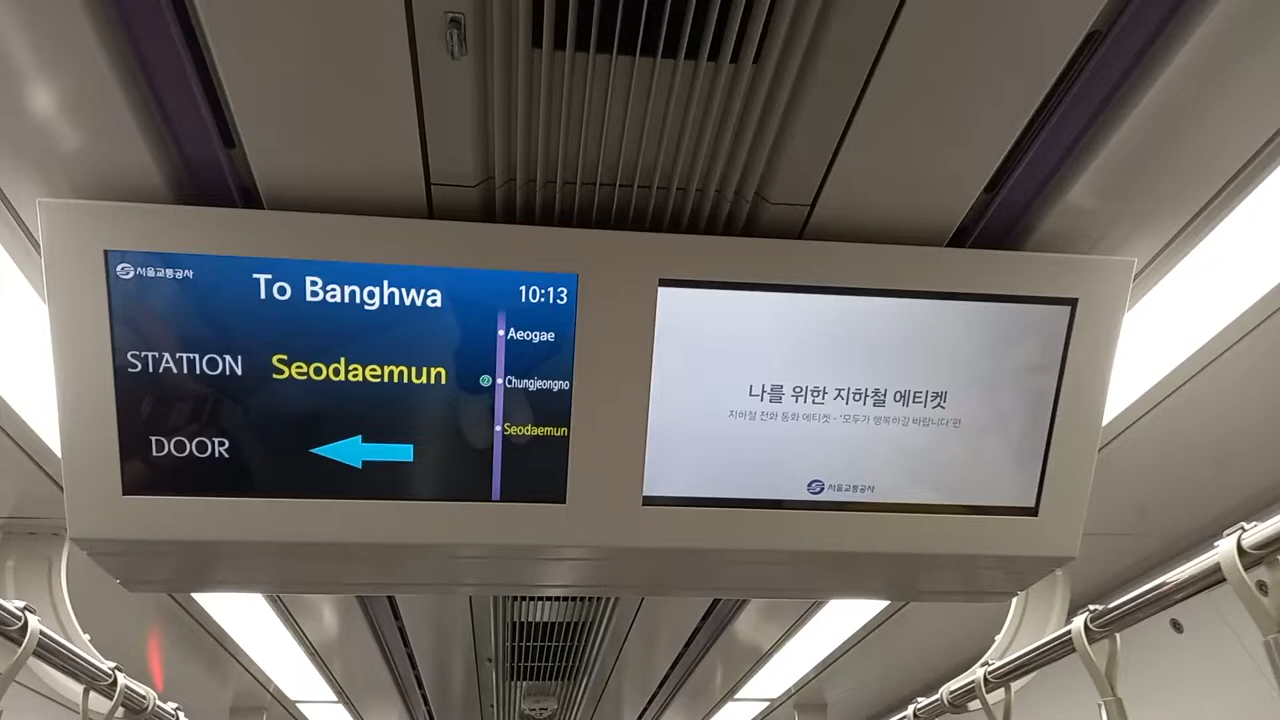 서울교통공사
To Banghwa
10:13
STATION
Seodaemun
DOOR
Aeogae
2
Chungjeongno
Seodaemun
나를 위한 지하철 에티켓
지하철 전화 통화 에티켓 - '모두가 행복하길 바랍니다'편
서울교통공사